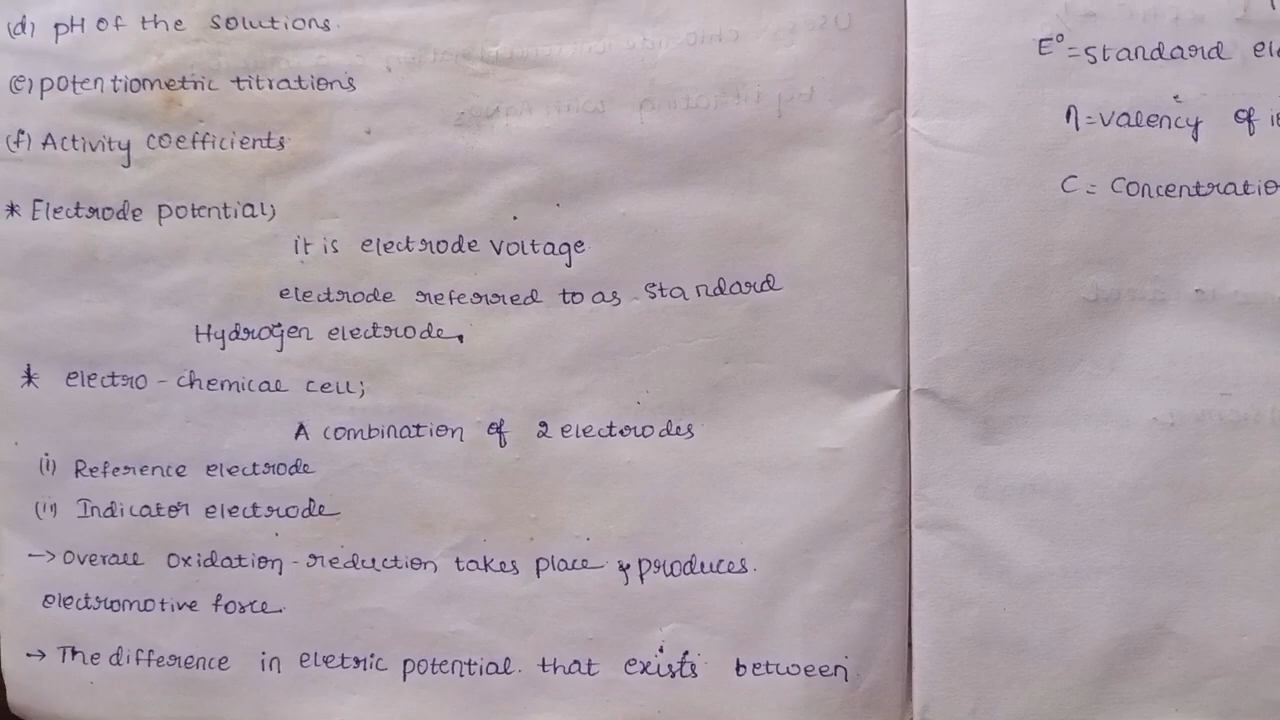 (d) pH of the solutions.
(e) potentiometric titrations
(f) Activity coefficients
* Electrode potential;
it is electrode voltage
electrode referred to as standard
Hydrogen electrode.
* electro-chemical cell;
A combination of 2 electrodes
(i) Reference electrode
(ii) Indicator electrode
-> Overall oxidation-reduction takes place & produces.
electromotive force.
-> The difference in eletric potential. that exists between
E°=standard
η=valency of
C=